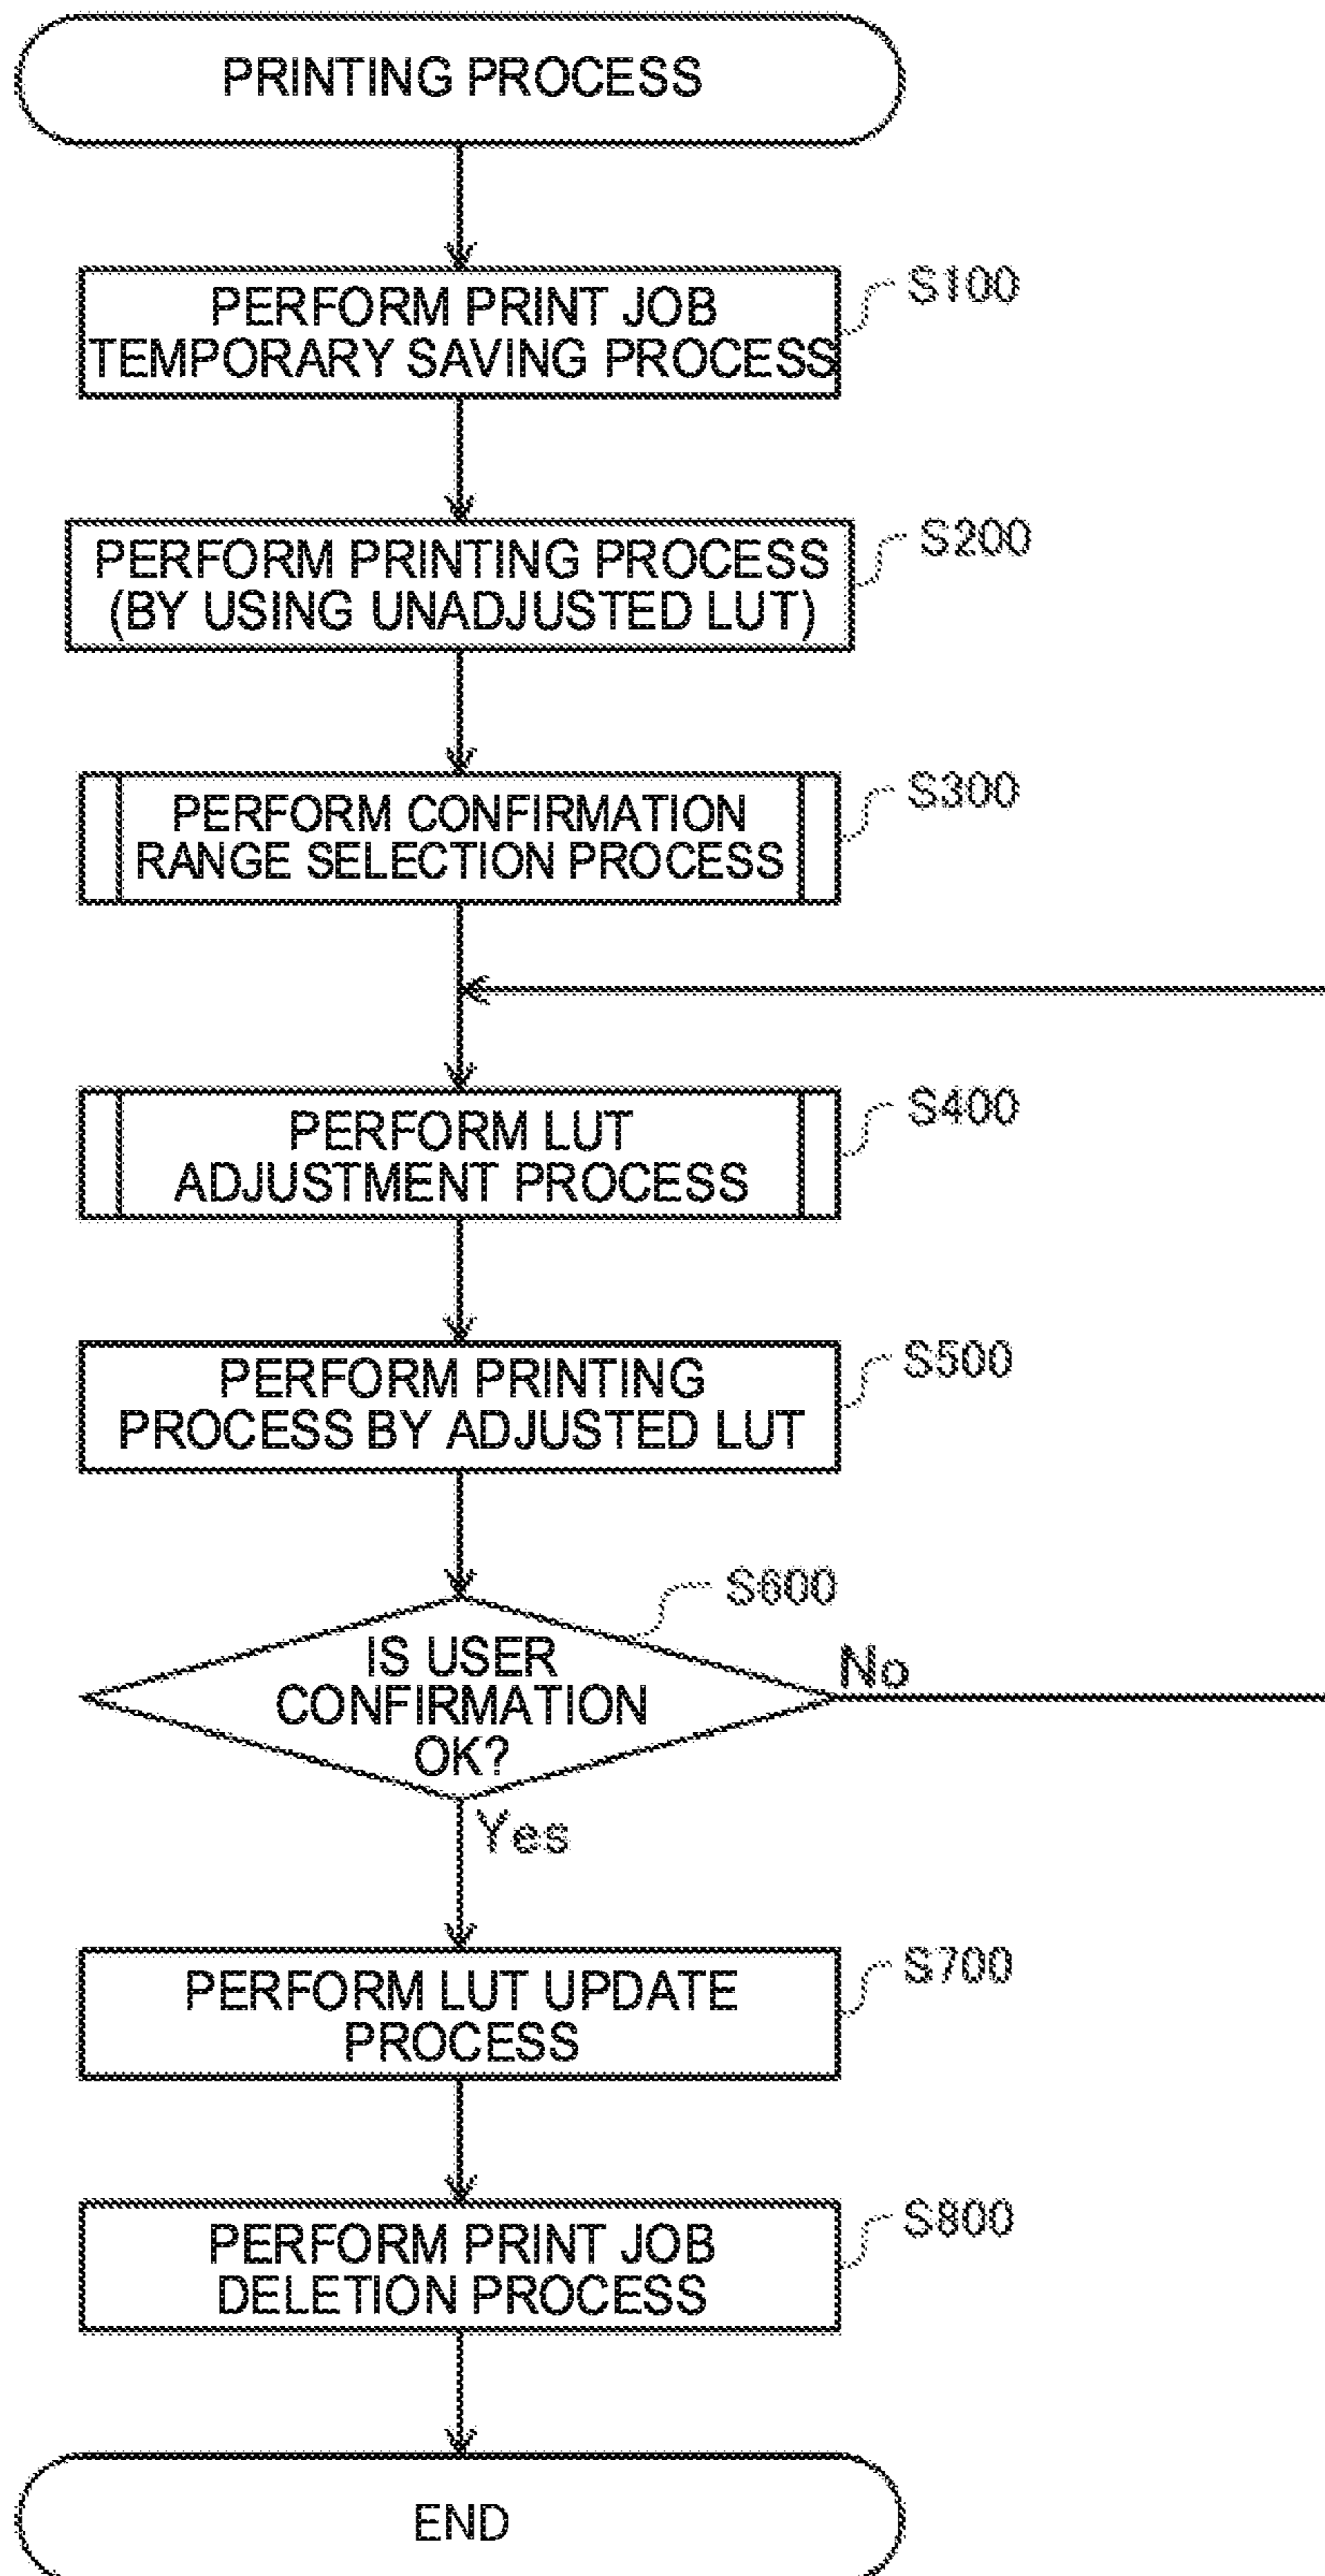 PRINTING PROCESS
PERFORM PRINT JOB
TEMPORARY SAVING PROCESS
S100
PERFORM PRINTING PROCESS
(BY USING UNADJUSTED LUT)
S200
PERFORM CONFIRMATION
RANGE SELECTION PROCESS
S300
PERFORM LUT
ADJUSTMENT PROCESS
S400
PERFORM PRINTING
PROCESS BY ADJUSTED LUT
S500
S600
IS USER
CONFIRMATION
OK?
No
Yes
PERFORM LUT UPDATE
PROCESS
S700
PERFORM PRINT JOB
DELETION PROCESS
S800
END